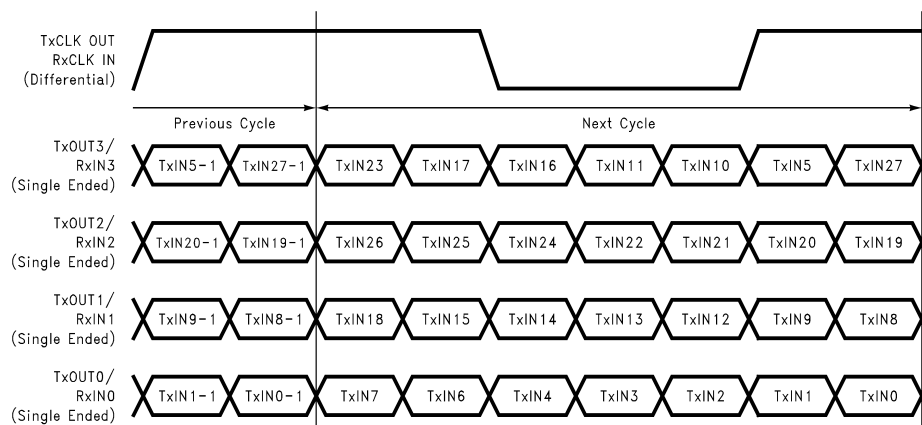 TxCLK OUT
RxCLK IN
(Differential)
Previous Cycle
Next Cycle
TxOUT3/
RxIN3
(Single Ended)
TxIN5-1 TxIN27-1 TxIN23 TxIN17 TxIN16 TxIN11 TxIN10 TxIN5 TxIN27
TxOUT2/
RxIN2
(Single Ended)
TxIN20-1 TxIN19-1 TxIN26 TxIN25 TxIN24 TxIN22 TxIN21 TxIN20 TxIN19
TxOUT1/
RxIN1
(Single Ended)
TxIN9-1 TxIN8-1 TxIN18 TxIN15 TxIN14 TxIN13 TxIN12 TxIN9 TxIN8
TxOUT0/
RxIN0
(Single Ended)
TxIN1-1 TxIN0-1 TxIN7 TxIN6 TxIN4 TxIN3 TxIN2 TxIN1 TxIN0